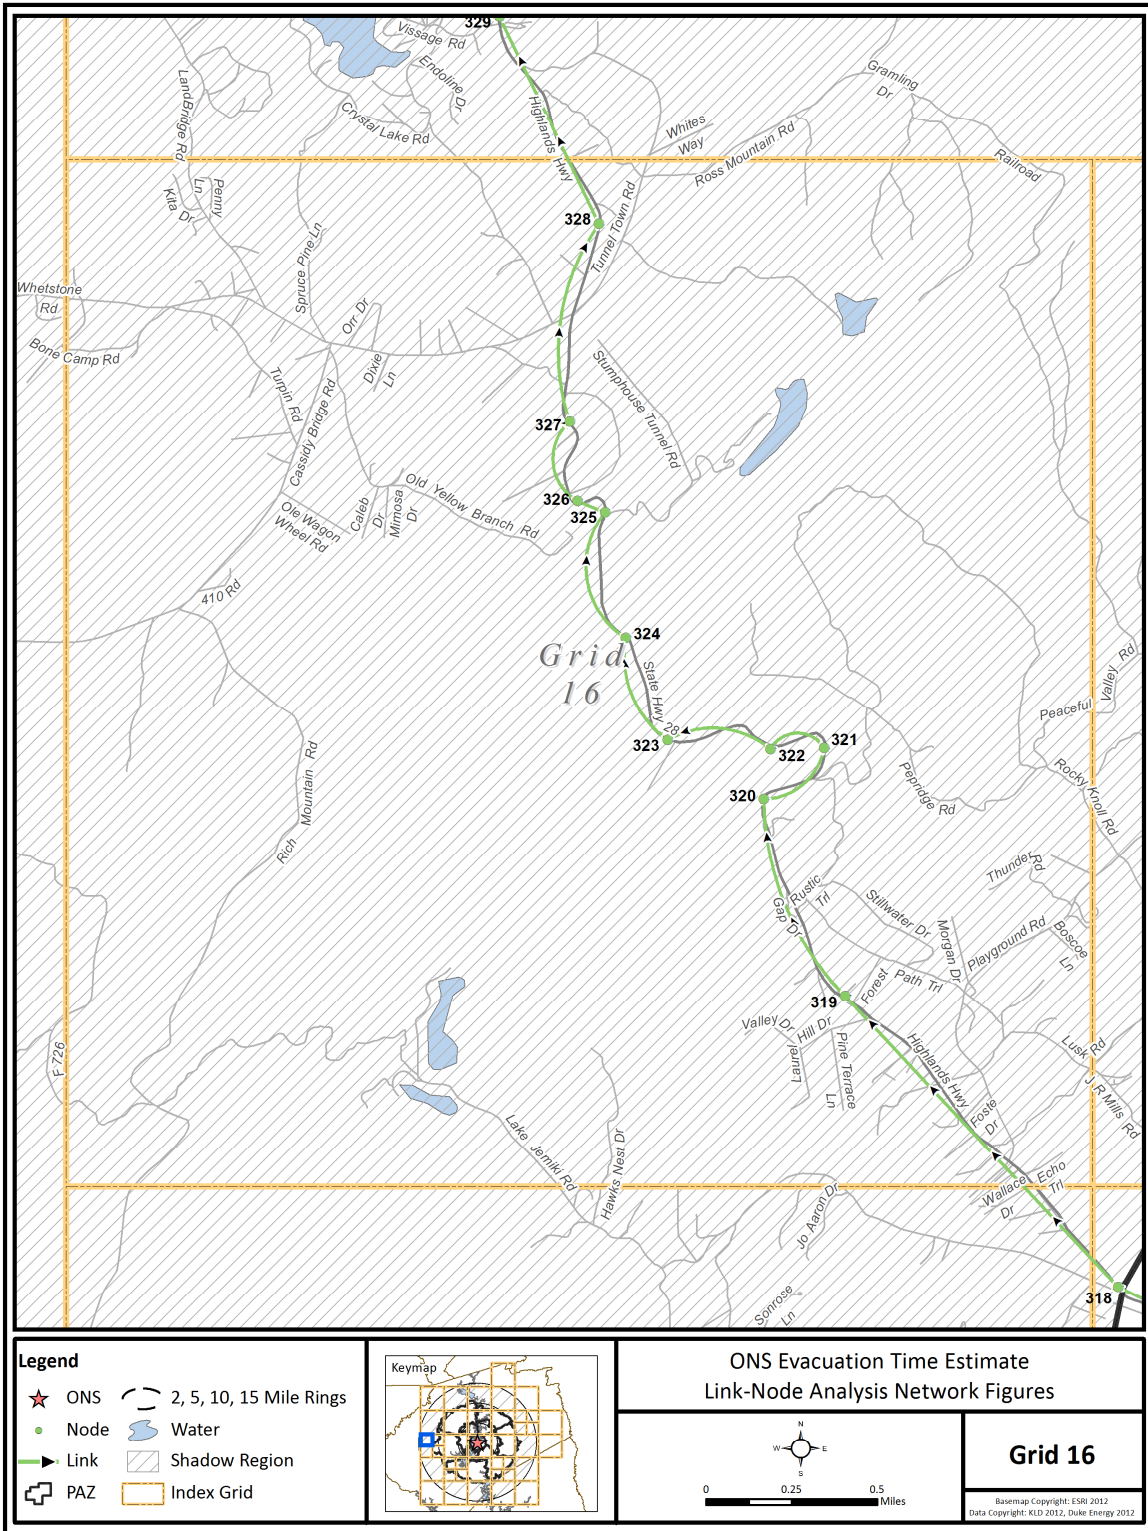 329
Vissage Rd
Endoline
Dr
Gramling
Dr
LandBridge Rd
Crystal Lake Rd
Highlands Hwy
Whites
Way
Ross Mountain Rd
Railroad
Kita Dr
Penny
Ln
Spruce Pine Ln
328
Tunnel Town Rd
Whetstone
Rd
Orr Dr
Bone Camp Rd
Dixie
Ln
Turpin Rd
Cassidy Bridge Rd
Stumphouse Tunnel Rd
327
326
325
Old Yellow Branch Rd
Caleb
Dr
Mimosa
Dr
Ole Wagon
Wheel Rd
410 Rd
324
Grid
16
State Hwy 28
Valley Rd
Peaceful
323
322
321
320
Rocky Knoll Rd
Pepridge Rd
Rich Mountain Rd
Thunder
Rd
Rustic
Trl
Gap Dr
Stillwater Dr
Morgan Dr
Playground Rd
Boscoe
Ln
319
Forest
Path Trl
Valley Dr
Hill Dr
Laurel
Pine Terrace
Ln
Highlands Hwy
Lusk Rd
J R Mills Rd
F 726
Foste
Dr
Lake Jemiki Rd
Hawks Nest Dr
Echo
Trl
Wallace
Dr
Jo Aaron Dr
Sonrose
Ln
318
Legend
ONS
2, 5, 10, 15 Mile Rings
Node
Water
Link
Shadow Region
PAZ
Index Grid
Keymap
ONS Evacuation Time Estimate
Link-Node Analysis Network Figures
N
W
E
S
0
0.25
0.5
Miles
Grid 16
Basemap Copyright: ESRI 2012
Data Copyright: KLD 2012, Duke Energy 2012